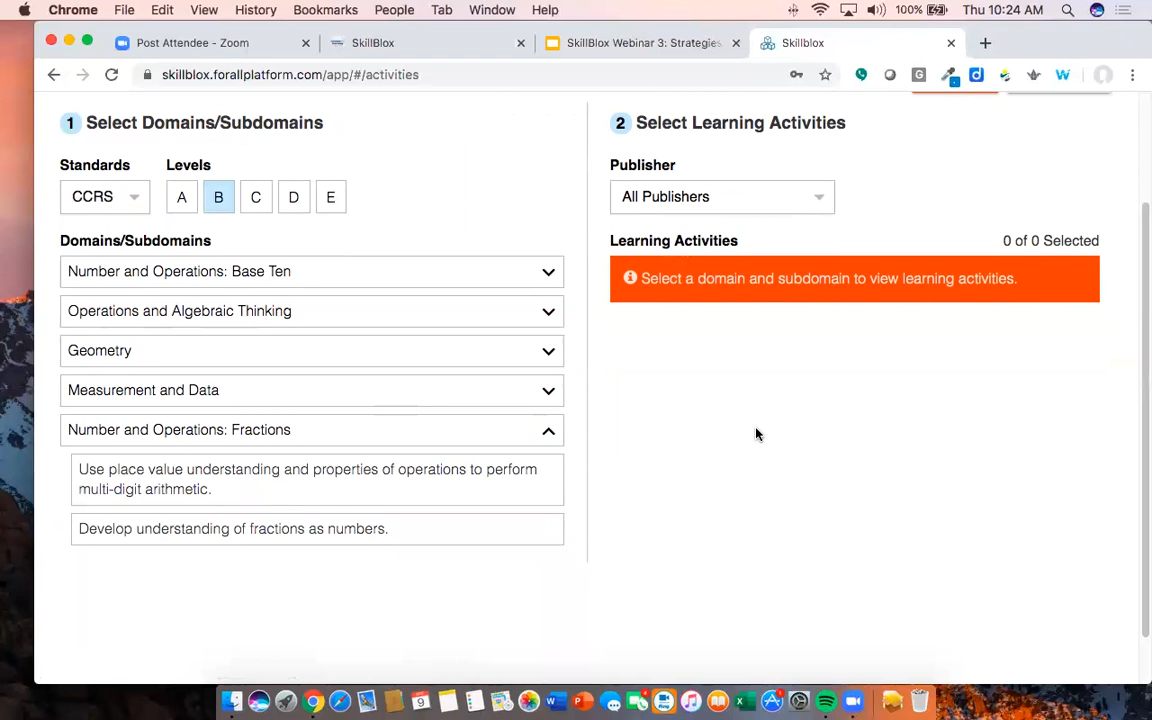 Chrome File Edit View History Bookmarks People Tab Window Help 100% Thu 10:24 AM
Post Attendee - Zoom SkillBlox SkillBlox Webinar 3: Strategies Skillblox
skillblox.forallplatform.com/app/#/activities
1 Select Domains/Subdomains
Standards Levels
CCRS A B C D E
Domains/Subdomains
Number and Operations: Base Ten
Operations and Algebraic Thinking
Geometry
Measurement and Data
Number and Operations: Fractions
Use place value understanding and properties of operations to perform
multi-digit arithmetic.
Develop understanding of fractions as numbers.
2 Select Learning Activities
Publisher
All Publishers
Learning Activities 0 of 0 Selected
Select a domain and subdomain to view learning activities.